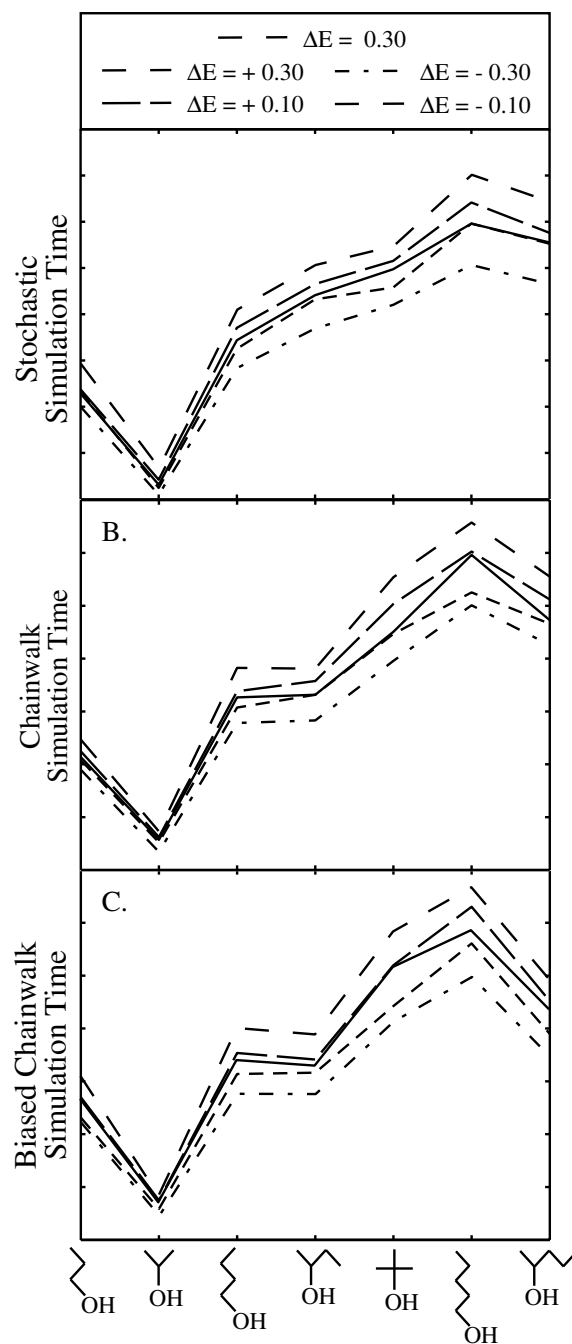 ΔE = 0.30
ΔE = + 0.30 ΔE = - 0.30
ΔE = + 0.10 ΔE = - 0.10
Stochastic
Simulation Time
B.
Chainwalk
Simulation Time
C.
Biased Chainwalk
Simulation Time
OH OH OH OH OH OH OH